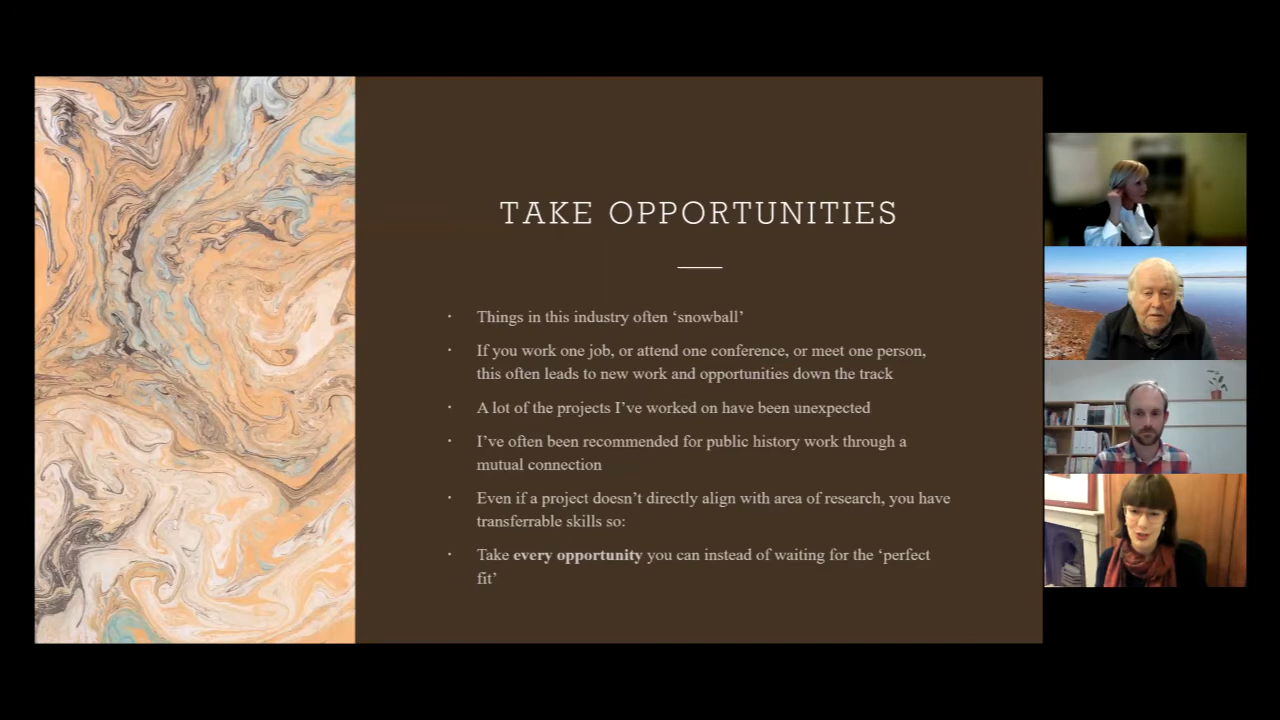 TAKE OPPORTUNITIES
Things in this industry often ‘snowball’
If you work one job, or attend one conference, or meet one person,
this often leads to new work and opportunities down the track
A lot of the projects I’ve worked on have been unexpected
I’ve often been recommended for public history work through a
mutual connection
Even if a project doesn’t directly align with area of research, you have
transferrable skills so:
Take every opportunity you can instead of waiting for the ‘perfect
fit’